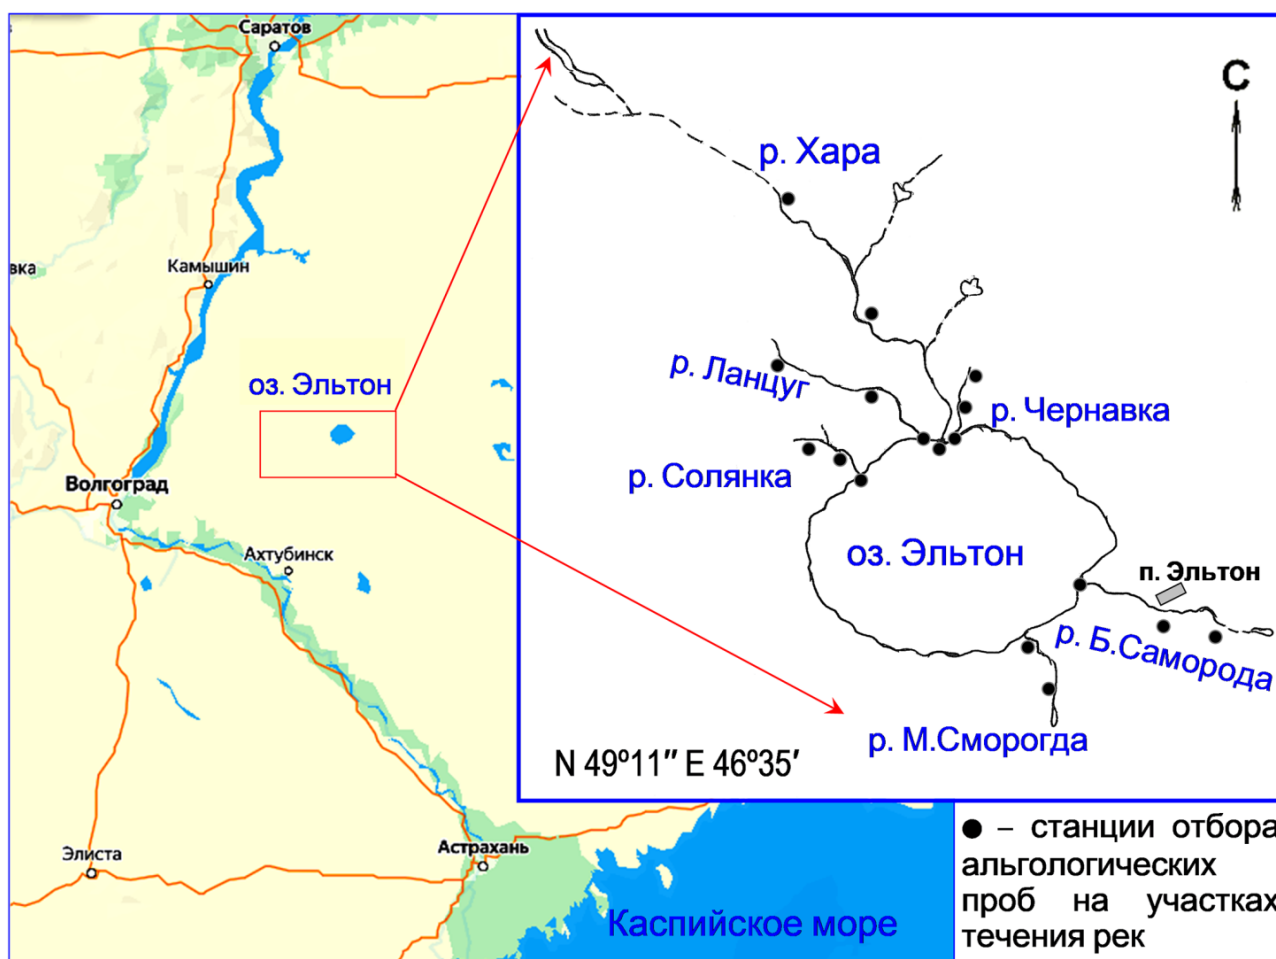 Саратов
вка
Камышин
оз. Эльтон
Волгоград
Ахтубинск
Элиста
Астрахань
Каспийское море
С
р. Хара
р. Ланцуг
р. Чернавка
р. Солянка
оз. Эльтон
п. Эльтон
р. Б.Саморода
р. М.Сморогда
N 49º11″ E 46º35′
● – станции отбора
альгологических
проб на участках
течения рек